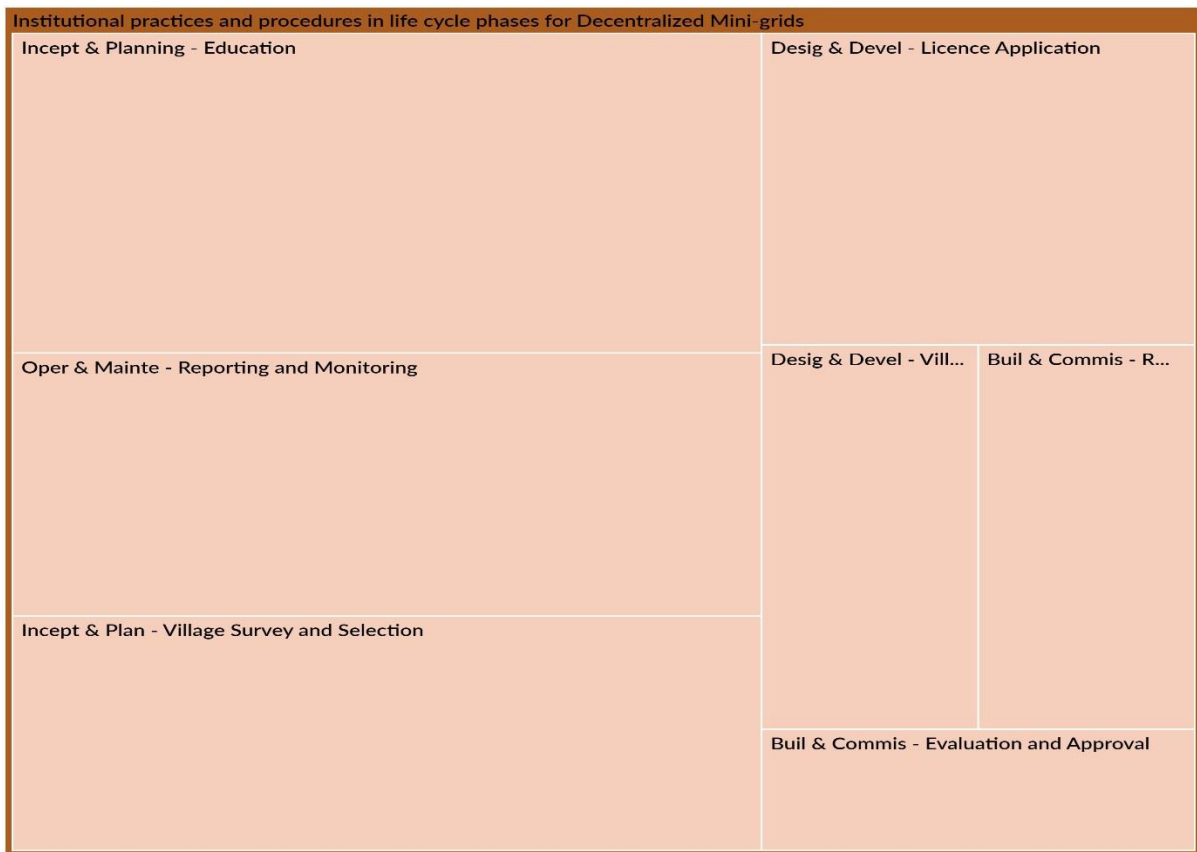 Institutional practices and procedures in life cycle phases for Decentralized Mini-grids
Incept & Planning - Education
Desig & Devel - Licence Application
Oper & Mainte - Reporting and Monitoring
Desig & Devel - Vill...
Buil & Commis - R...
Incept & Plan - Village Survey and Selection
Buil & Commis - Evaluation and Approval